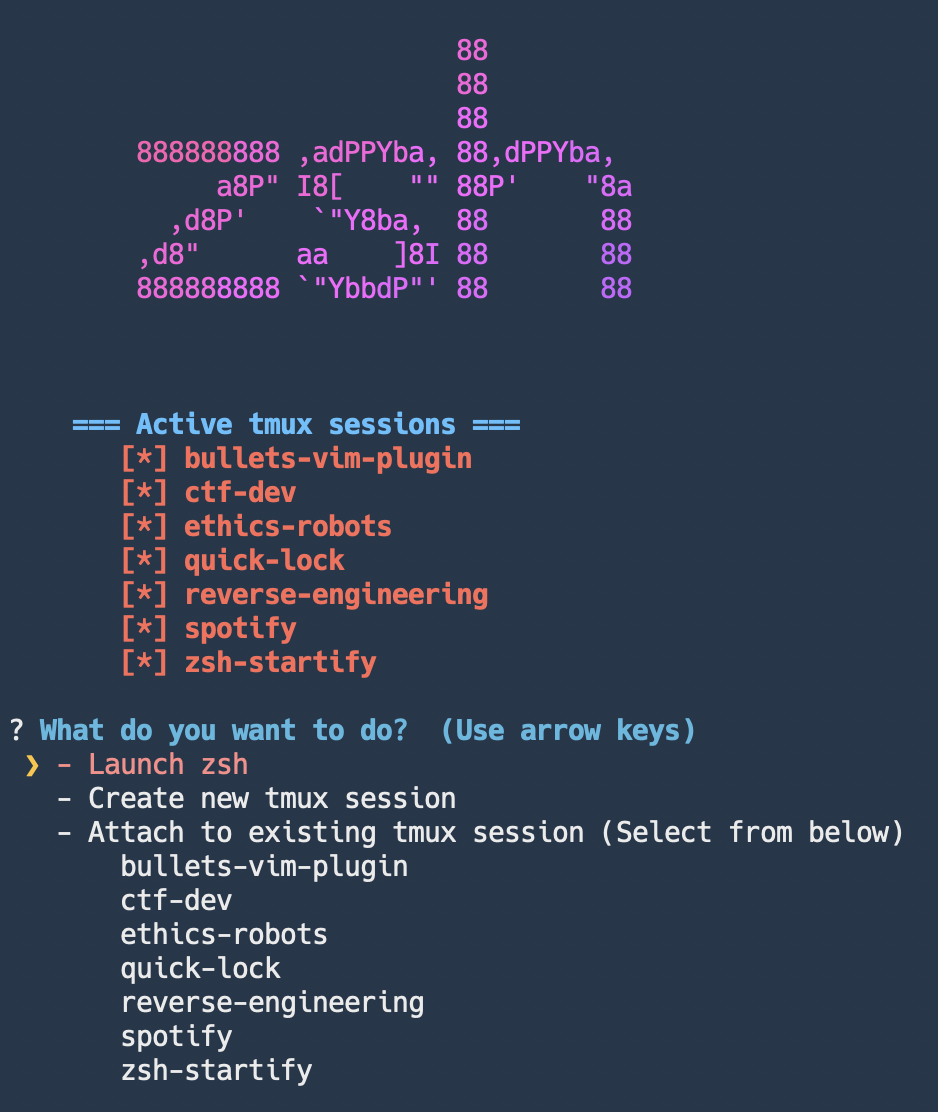 88
                            88
                            88
        888888888 ,adPPYba, 88,dPPYba,
             a8P" I8[    "" 88P'    "8a
          ,d8P'    `"Y8ba,  88       88
        ,d8"      aa    ]8I 88       88
        888888888 `"YbbdP"' 88       88
    === Active tmux sessions ===
       [*] bullets-vim-plugin
       [*] ctf-dev
       [*] ethics-robots
       [*] quick-lock
       [*] reverse-engineering
       [*] spotify
       [*] zsh-startify
? What do you want to do?  (Use arrow keys)
 ❯ - Launch zsh
   - Create new tmux session
   - Attach to existing tmux session (Select from below)
       bullets-vim-plugin
       ctf-dev
       ethics-robots
       quick-lock
       reverse-engineering
       spotify
       zsh-startify